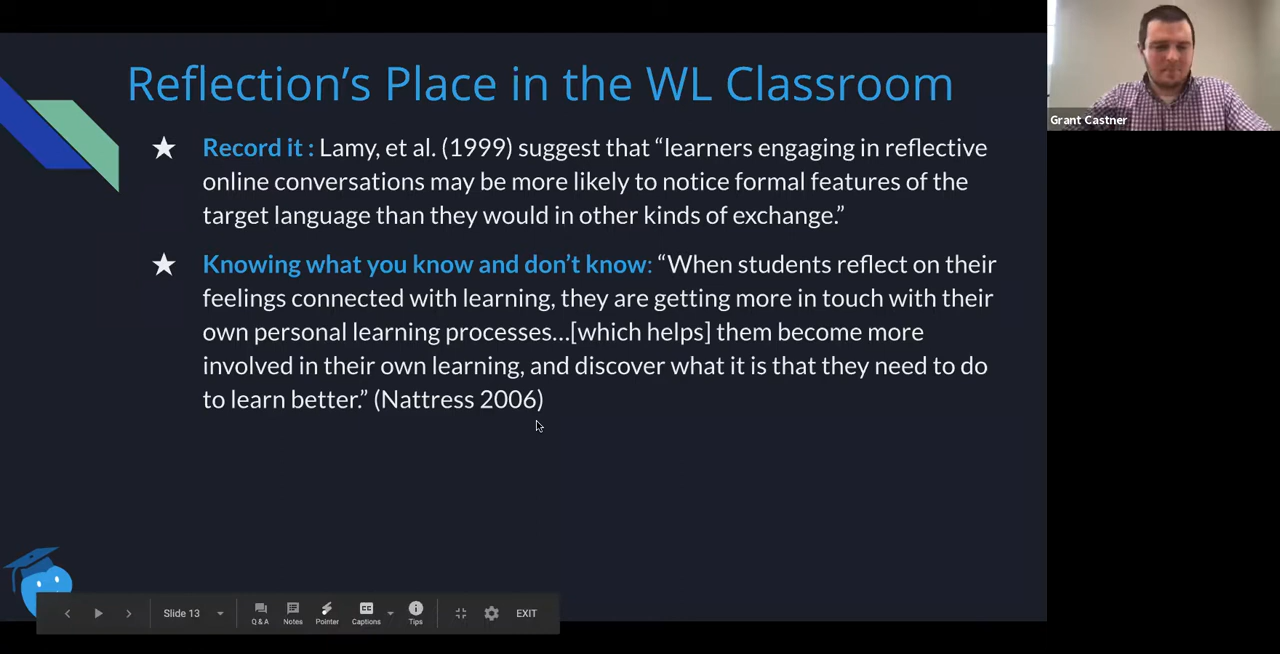 Reflection’s Place in the WL Classroom
Record it : Lamy, et al. (1999) suggest that “learners engaging in reflective
online conversations may be more likely to notice formal features of the
target language than they would in other kinds of exchange.”
Knowing what you know and don’t know: “When students reflect on their
feelings connected with learning, they are getting more in touch with their
own personal learning processes…[which helps] them become more
involved in their own learning, and discover what it is that they need to do
to learn better.” (Nattress 2006)
Grant Castner
Slide 13
Q & A
Notes
Pointer
CC
Captions
Tips
EXIT